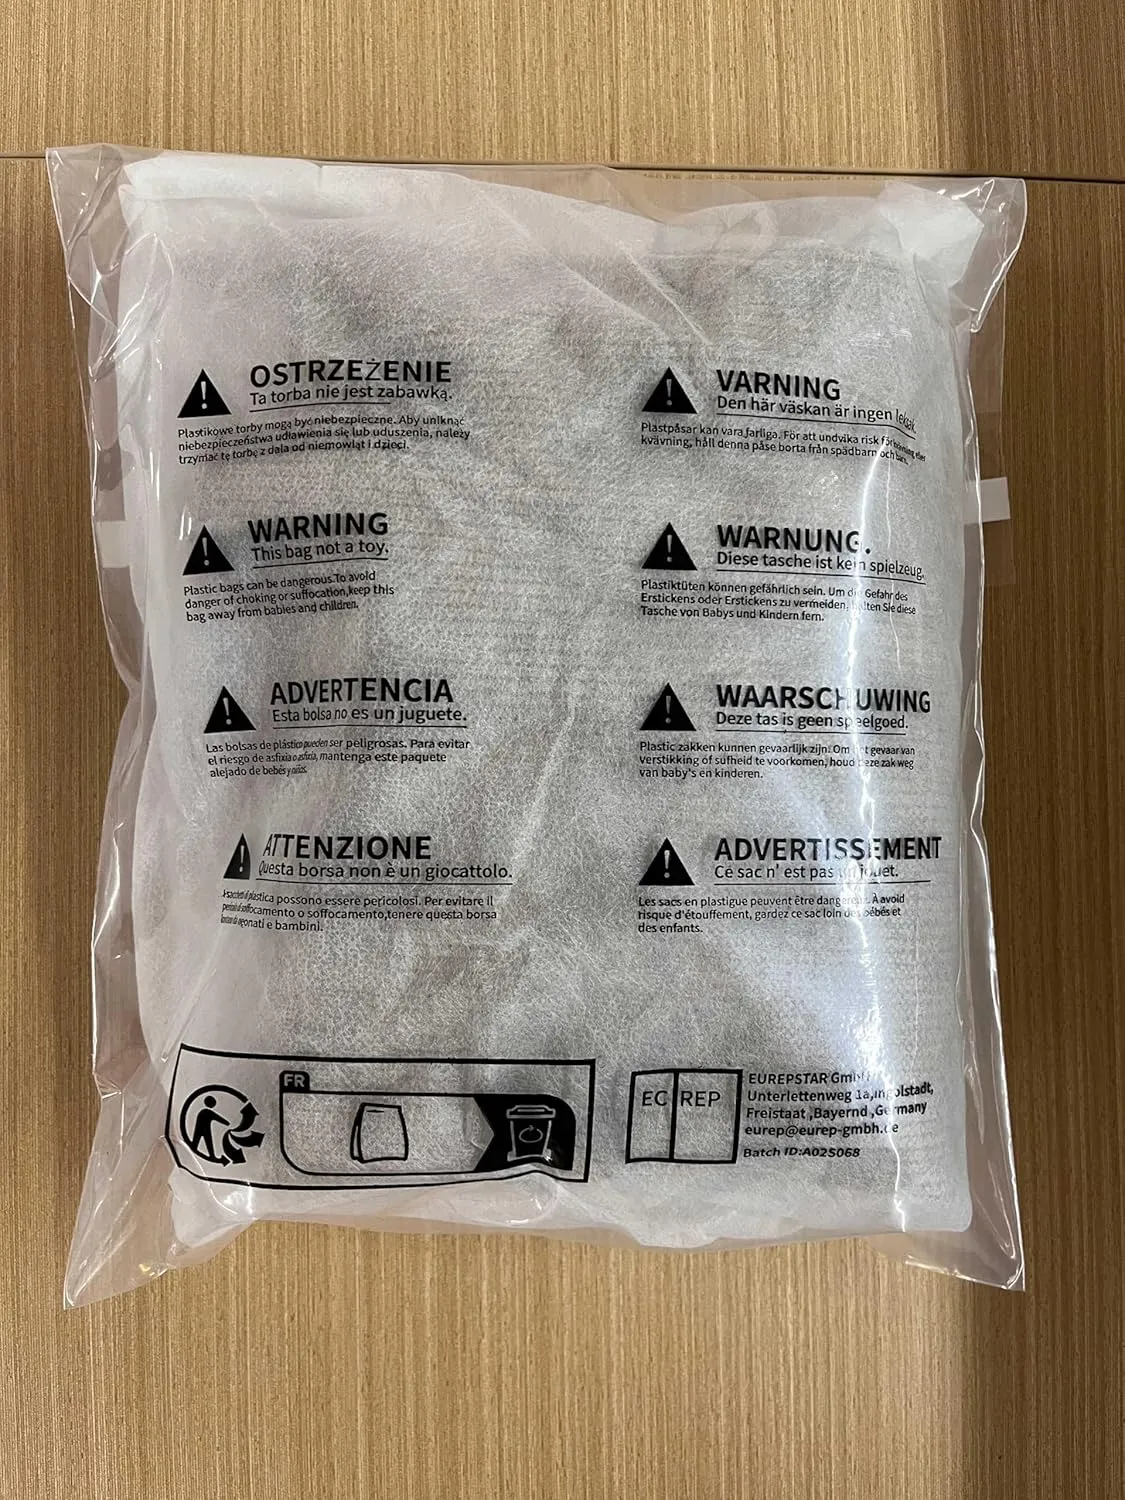 OSTRZEŻENIE
Ta torba nie jest zabawką.
Plastikowe torby mogą być niebezpieczne. Aby uniknąć
niebezpieczeństwa udławienia się lub uduszenia, należy
trzymać tę torbę z dala od niemowląt i dzieci.
WARNING
This bag not a toy.
Plastic bags can be dangerous.To avoid
danger of choking or suffocation,keep this
bag away from babies and children.
ADVERTENCIA
Esta bolsa no es un juguete.
Las bolsas de plástico pueden ser peligrosas. Para evitar
el riesgo de asfixia o asfixia, mantenga este paquete
alejado de bebés y niños.
ATTENZIONE
Questa borsa non è un giocattolo.
plastica possono essere pericolosi. Per evitare il
soffocamento o soffocamento,tenere questa borsa
neonati e bambini.
VARNING
Den här väskan är ingen leksak.
Plastpåsar kan vara farliga. För att undvika risk för eller
kvävning, håll denna påse borta från spädbarn och barn.
WARNUNG.
Diese tasche ist kein spielzeug.
Plastiktüten können gefährlich sein. Um die Gefahr des
Erstickens oder Erstickens zu vermeiden, halten Sie diese
Tasche von Babys und Kindern fern.
WAARSCHUWING
Deze tas is geen speelgoed.
Plastic zakken kunnen gevaarlijk zijn. Om het gevaar van
verstikking of sufheid te voorkomen, houd deze zak weg
van baby's en kinderen.
ADVERTISSEMENT
Ce sac n' est pas un jouet.
Les sacs en plastigue peuvent être dangereux. À avoid
risque d'étouffement, gardez ce sac loin des bébés et
des enfants.
FR
EC REP
EUREPSTAR GmbH
Unterlettenweg 1a,Ingolstadt,
Freistaat ,Bayernd ,Germany
eurep@eurep-gmbh.de
Batch ID:A02S068